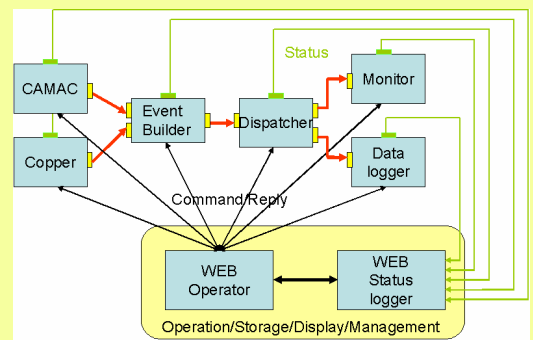 Status
CAMAC
Event
Builder
Dispatcher
Monitor
Copper
Data
logger
Command/Reply
WEB
Operator
WEB
Status
logger
Operation/Storage/Display/Management